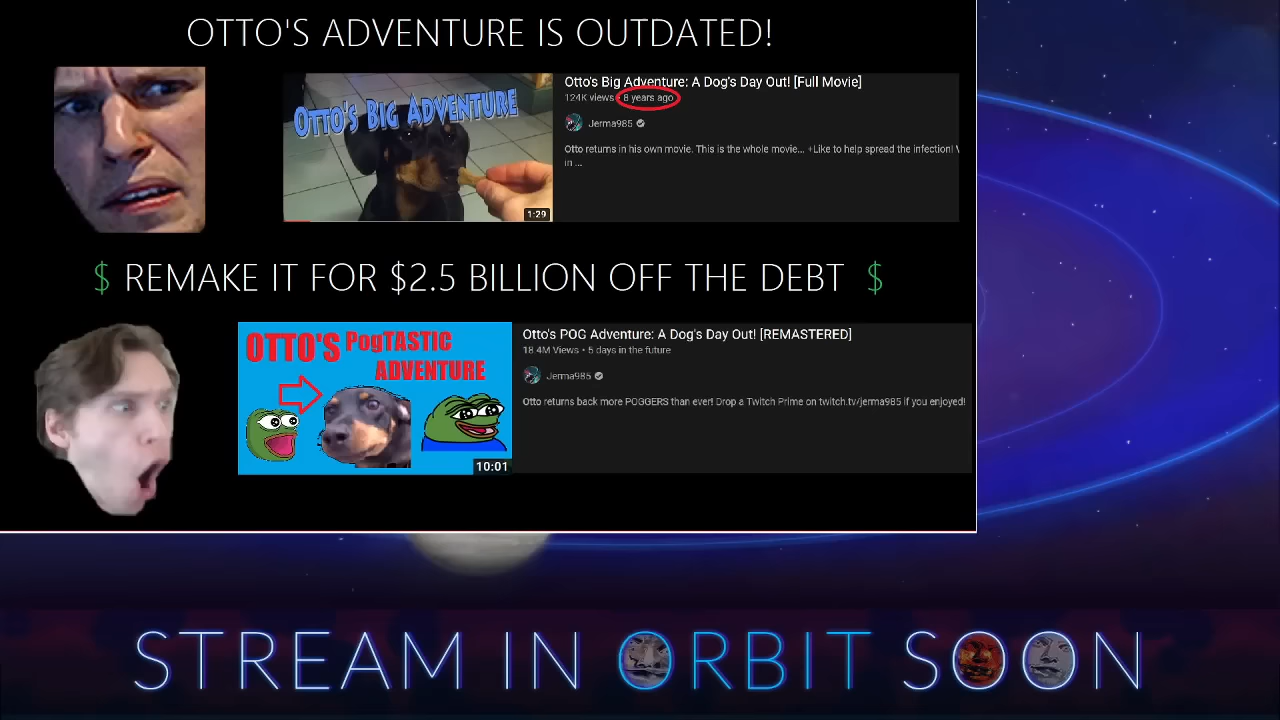 OTTO'S ADVENTURE IS OUTDATED!
OTTO'S BIG ADVENTURE
1:29
Otto's Big Adventure: A Dog's Day Out! [Full Movie]
124K views • 8 years ago
Jerma985
Otto returns in his own movie. This is the whole movie... +Like to help spread the infection!
in ...
$ REMAKE IT FOR $2.5 BILLION OFF THE DEBT $
OTTO'S PogTASTIC
ADVENTURE
10:01
Otto's POG Adventure: A Dog's Day Out! [REMASTERED]
18.4M Views • 5 days in the future
Jerma985
Otto returns back more POGGERS than ever! Drop a Twitch Prime on twitch.tv/jerma985 if you enjoyed!
STREAM IN ORBIT SOON